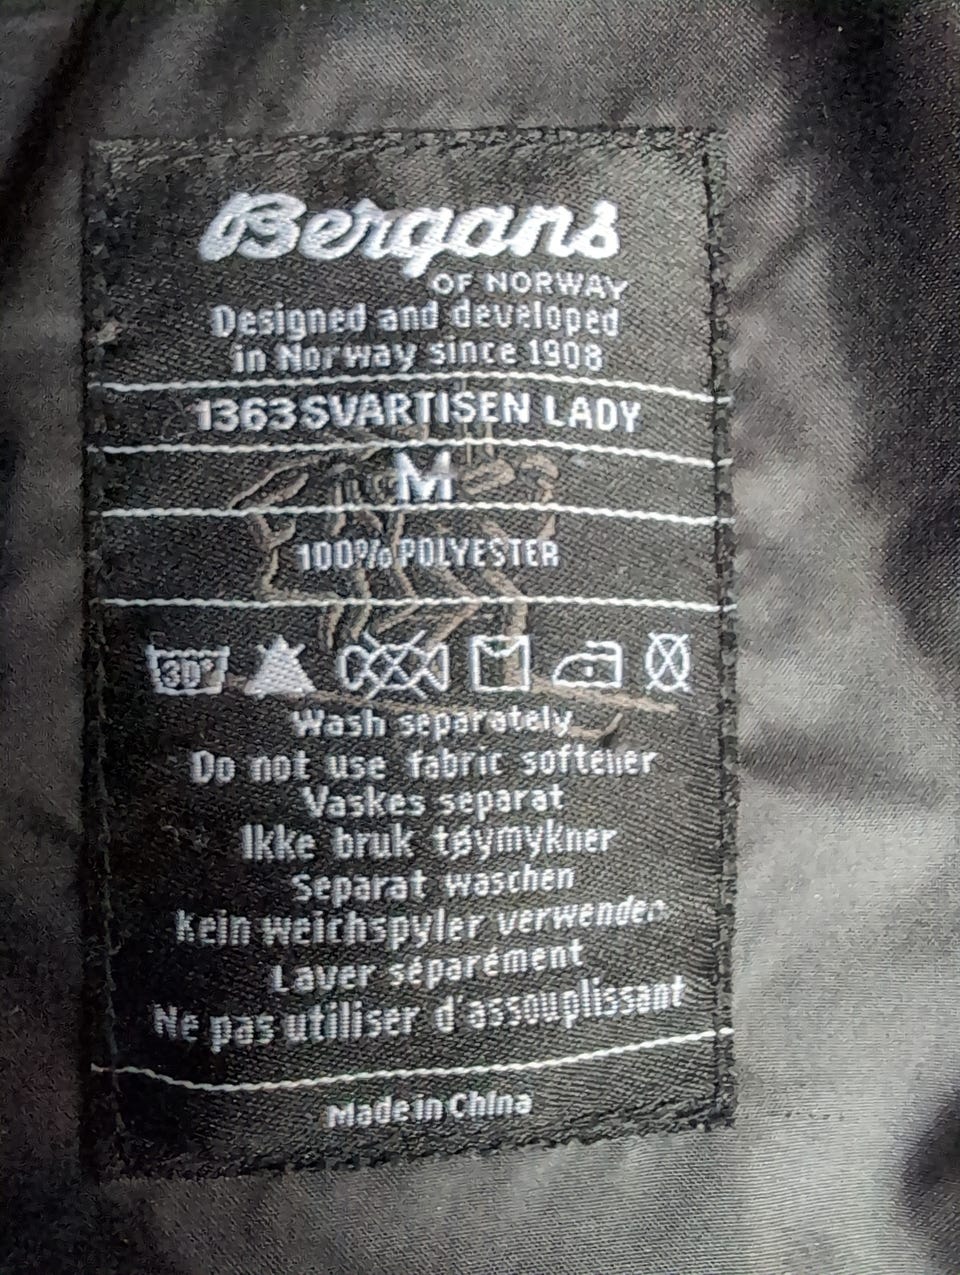 Bergans
OF NORWAY
Designed and developed
in Norway since 1908
1363 SVARTISEN LADY
M
100% POLYESTER
30°
Wash separately
Do not use fabric softener
Vaskes separat
Ikke bruk tøymykner
Separat waschen
Kein weichspyler verwenden
Laver séparément
Ne pas utiliser d'assouplissant
Made in China